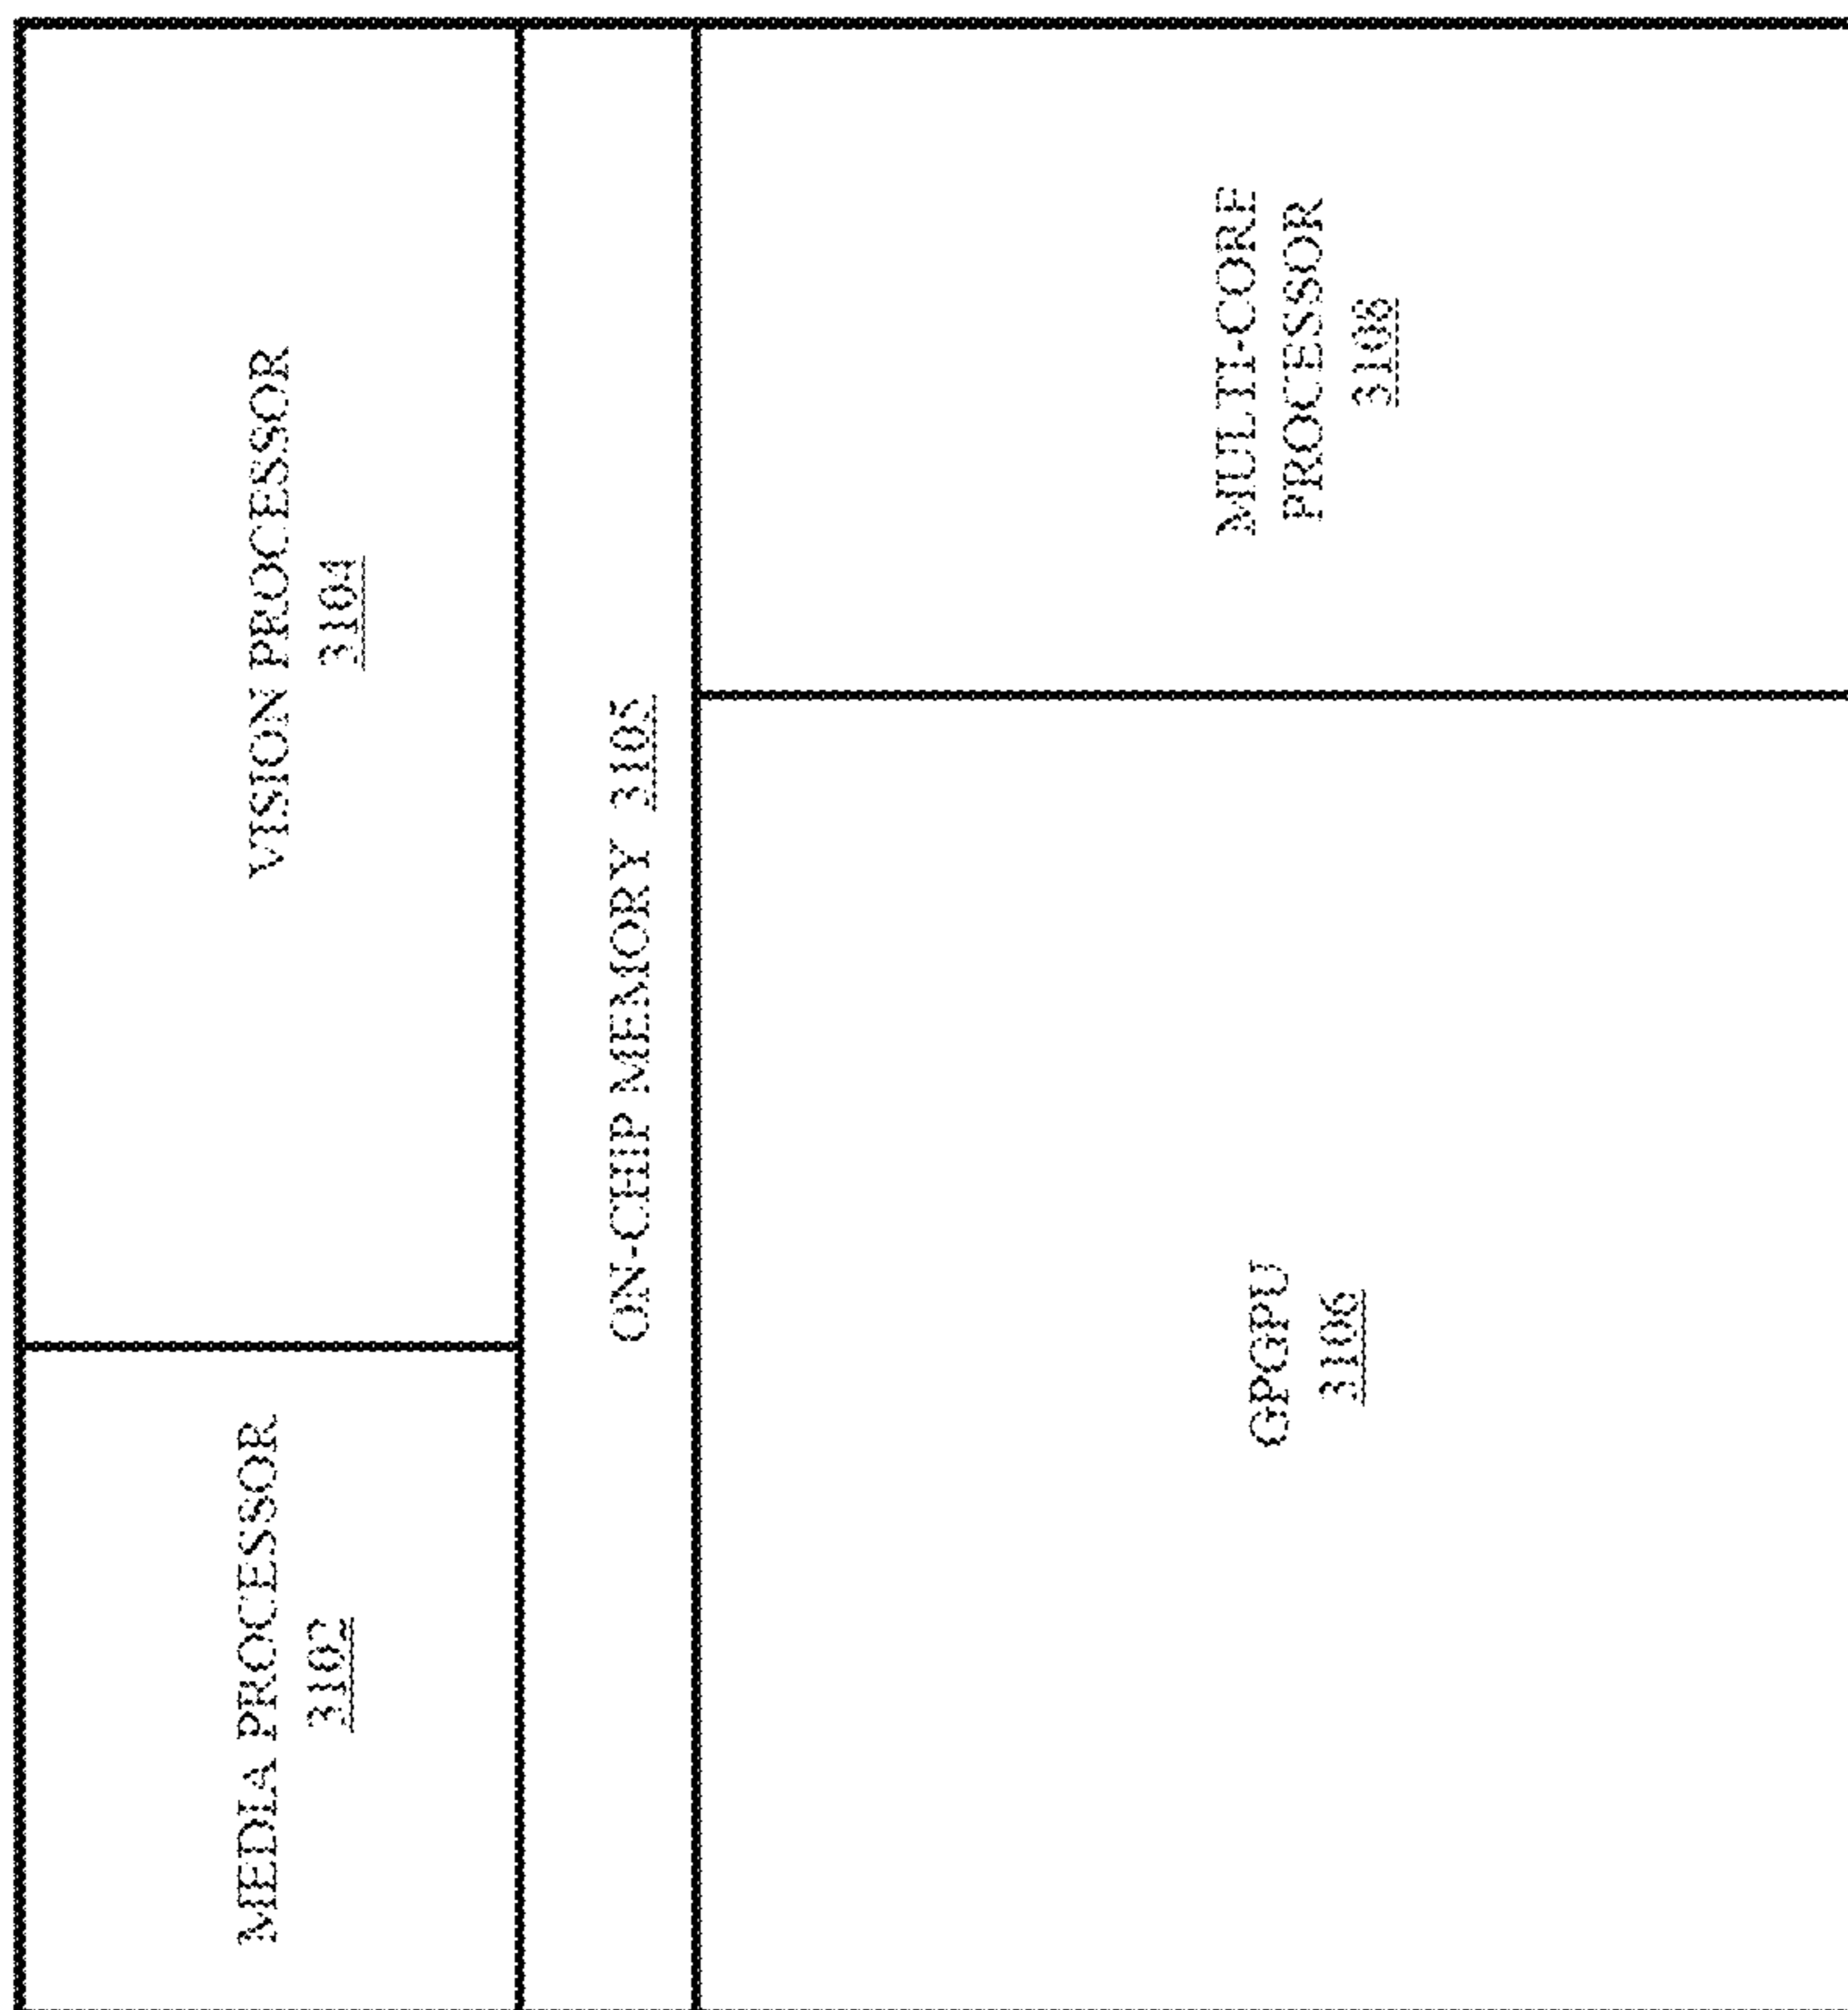 MEDIA PROCESSOR
3102
VISION PROCESSOR
3104
ON-CHIP MEMORY 3105
GPGPU
3106
MULTI-CORE
PROCESSOR
3108